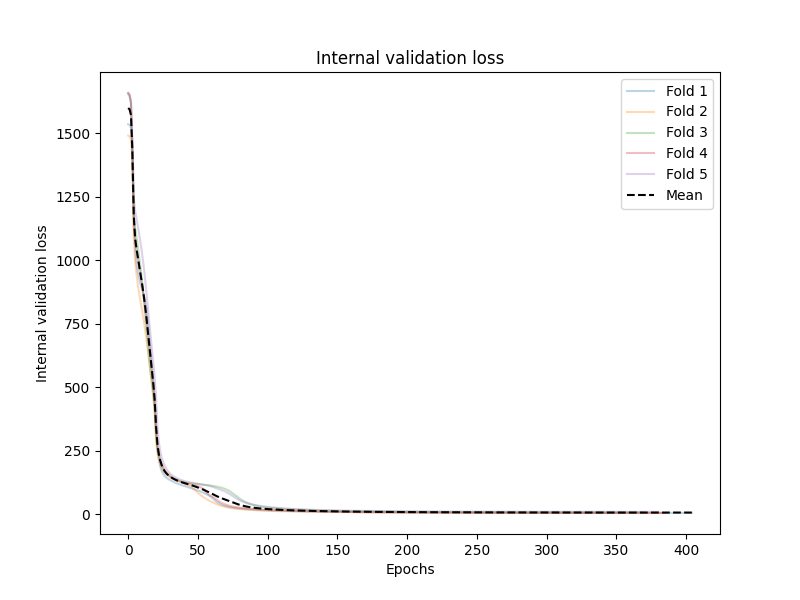 Internal validation loss
Fold 1
Fold 2
Fold 3
Fold 4
Fold 5
Mean
Internal validation loss
1500
1250
1000
750
500
250
0
0 50 100 150 200 250 300 350 400
Epochs